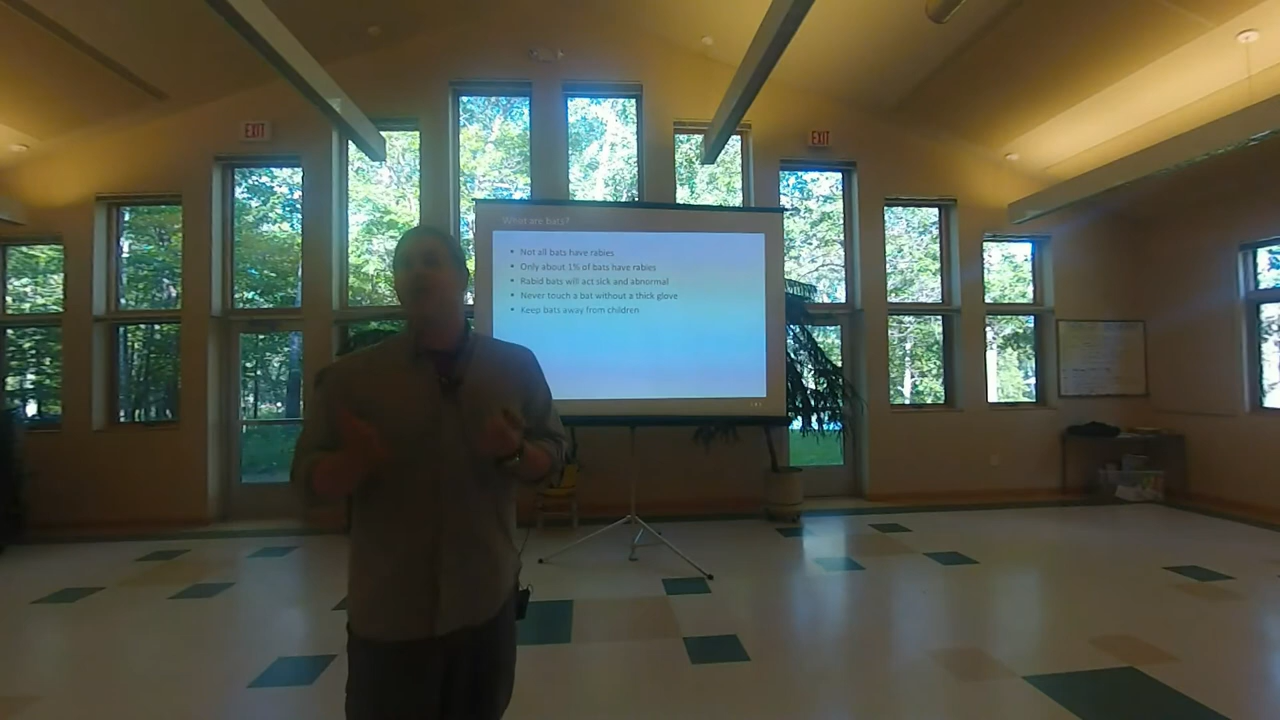 EXIT
EXIT
What are bats?
Not all bats have rabies
Only about 1% of bats have rabies
Rabid bats will act sick and abnormal
Never touch a bat without a thick glove
Keep bats away from children